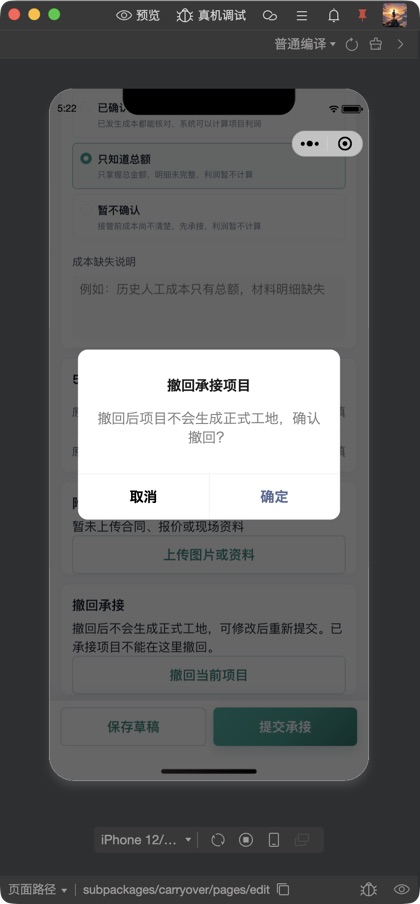 预览
真机调试
普通编译
5:22
已确认
已发生成本都能核对，系统可以计算项目利润
只知道总额
只掌握总金额，明细未完整，利润暂不计算
暂不确认
接管前成本尚不清楚，先承接，利润暂不计算
成本缺失说明
例如：历史人工成本只有总额，材料明细缺失
撤回承接项目
撤回后项目不会生成正式工地，确认
撤回？
取消
确定
暂未上传合同、报价或现场资料
上传图片或资料
撤回承接
撤回后不会生成正式工地，可修改后重新提交。已
承接项目不能在这里撤回。
撤回当前项目
保存草稿
提交承接
iPhone 12/...
页面路径
subpackages/carryover/pages/edit